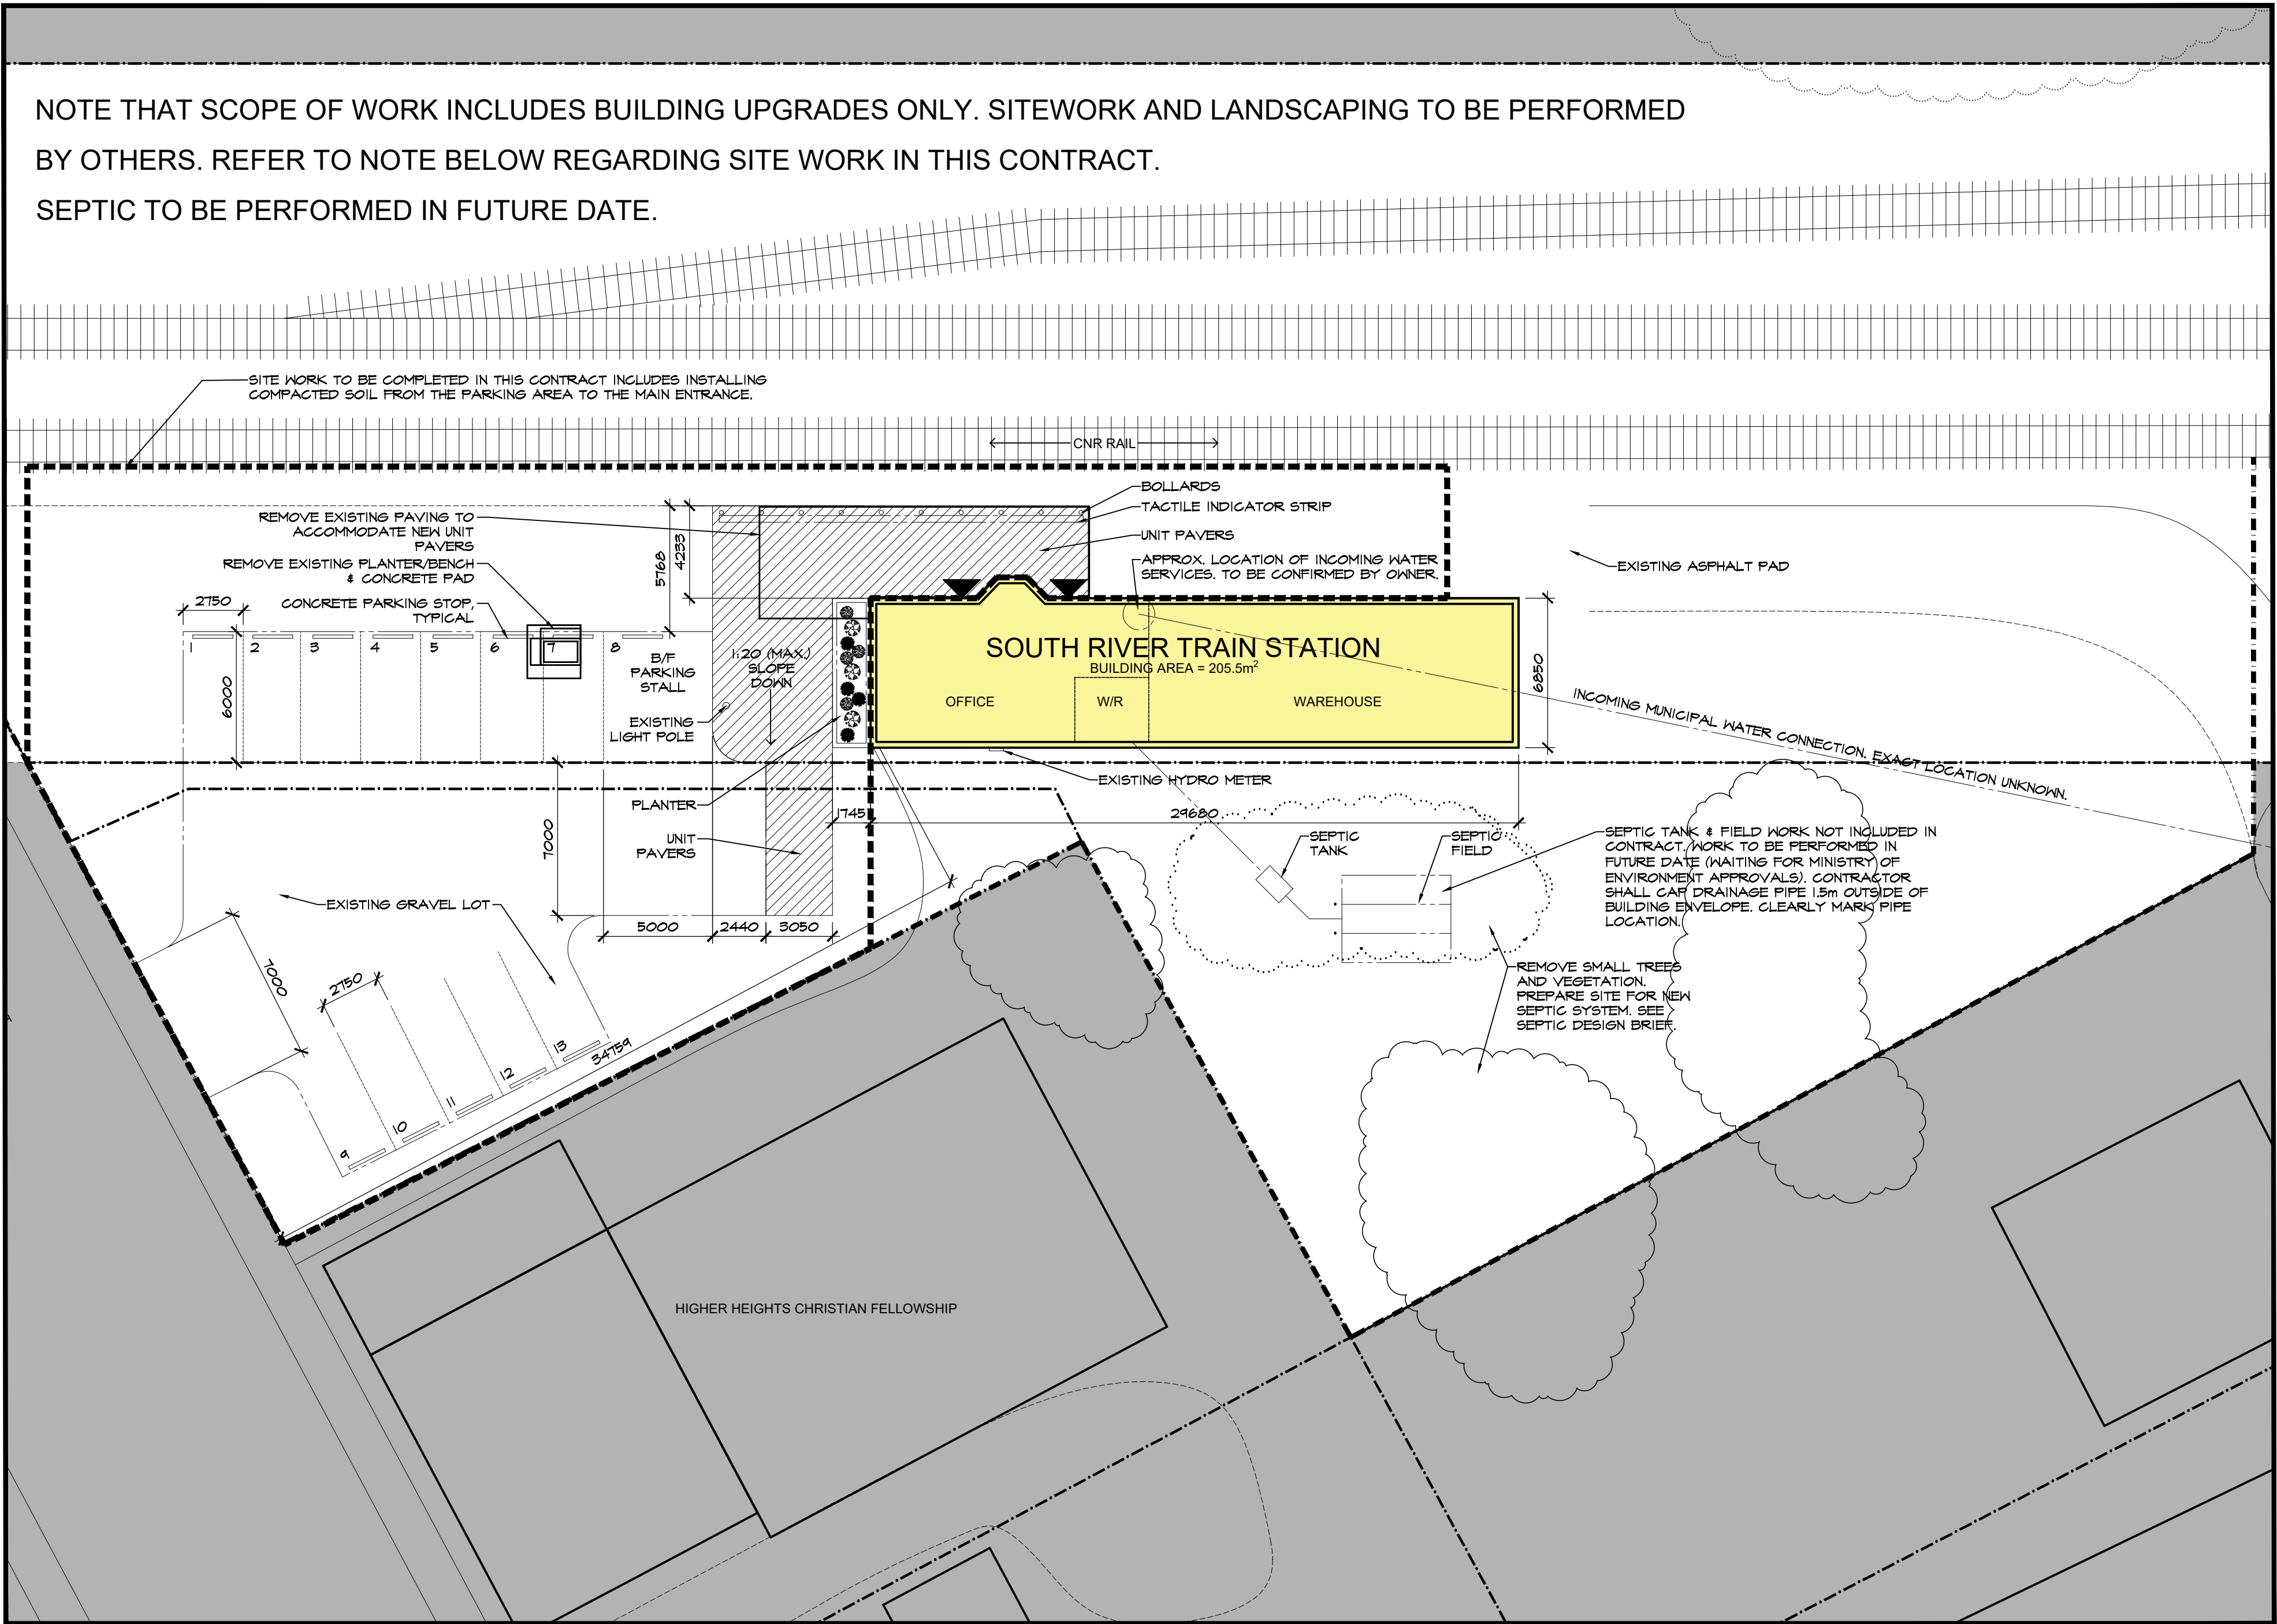 NOTE THAT SCOPE OF WORK INCLUDES BUILDING UPGRADES ONLY. SITEWORK AND LANDSCAPING TO BE PERFORMED
BY OTHERS. REFER TO NOTE BELOW REGARDING SITE WORK IN THIS CONTRACT.
SEPTIC TO BE PERFORMED IN FUTURE DATE.
SITE WORK TO BE COMPLETED IN THIS CONTRACT INCLUDES INSTALLING
COMPACTED SOIL FROM THE PARKING AREA TO THE MAIN ENTRANCE.
CNR RAIL
BOLLARDS
TACTILE INDICATOR STRIP
UNIT PAVERS
APPROX. LOCATION OF INCOMING WATER
SERVICES. TO BE CONFIRMED BY OWNER.
EXISTING ASPHALT PAD
REMOVE EXISTING PAVING TO
ACCOMMODATE NEW UNIT
PAVERS
REMOVE EXISTING PLANTER/BENCH
& CONCRETE PAD
CONCRETE PARKING STOP,
TYPICAL
5768
4233
2750
6000
1
2
3
4
5
6
7
8
B/F
PARKING
STALL
1:20 (MAX.)
SLOPE
DOWN
EXISTING
LIGHT POLE
SOUTH RIVER TRAIN STATION
BUILDING AREA = 205.5m²
OFFICE
W/R
WAREHOUSE
6850
INCOMING MUNICIPAL WATER CONNECTION. EXACT LOCATION UNKNOWN.
EXISTING HYDRO METER
PLANTER
1745
29680
7000
UNIT
PAVERS
SEPTIC
TANK
SEPTIC
FIELD
SEPTIC TANK & FIELD WORK NOT INCLUDED IN
CONTRACT. WORK TO BE PERFORMED IN
FUTURE DATE (WAITING FOR MINISTRY OF
ENVIRONMENT APPROVALS). CONTRACTOR
SHALL CAP DRAINAGE PIPE 1.5m OUTSIDE OF
BUILDING ENVELOPE. CLEARLY MARK PIPE
LOCATION.
EXISTING GRAVEL LOT
5000
2440
3050
7000
2750
REMOVE SMALL TREES
AND VEGETATION.
PREPARE SITE FOR NEW
SEPTIC SYSTEM. SEE
SEPTIC DESIGN BRIEF.
9
10
11
12
13
34759
HIGHER HEIGHTS CHRISTIAN FELLOWSHIP
A